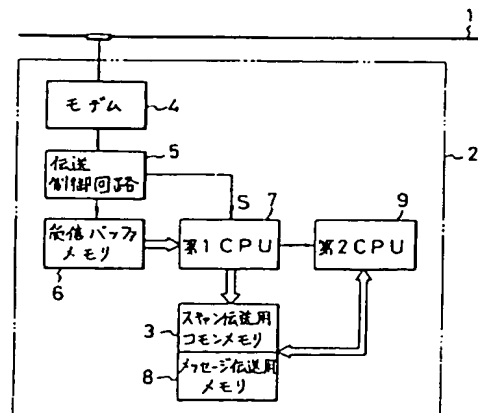 1
モデム
4
2
伝送
制御回路
5
S
7
9
受信バッファ
メモリ
6
第1CPU
第2CPU
3
スキャン伝送用
コモンメモリ
8
メッセージ伝送用
メモリ